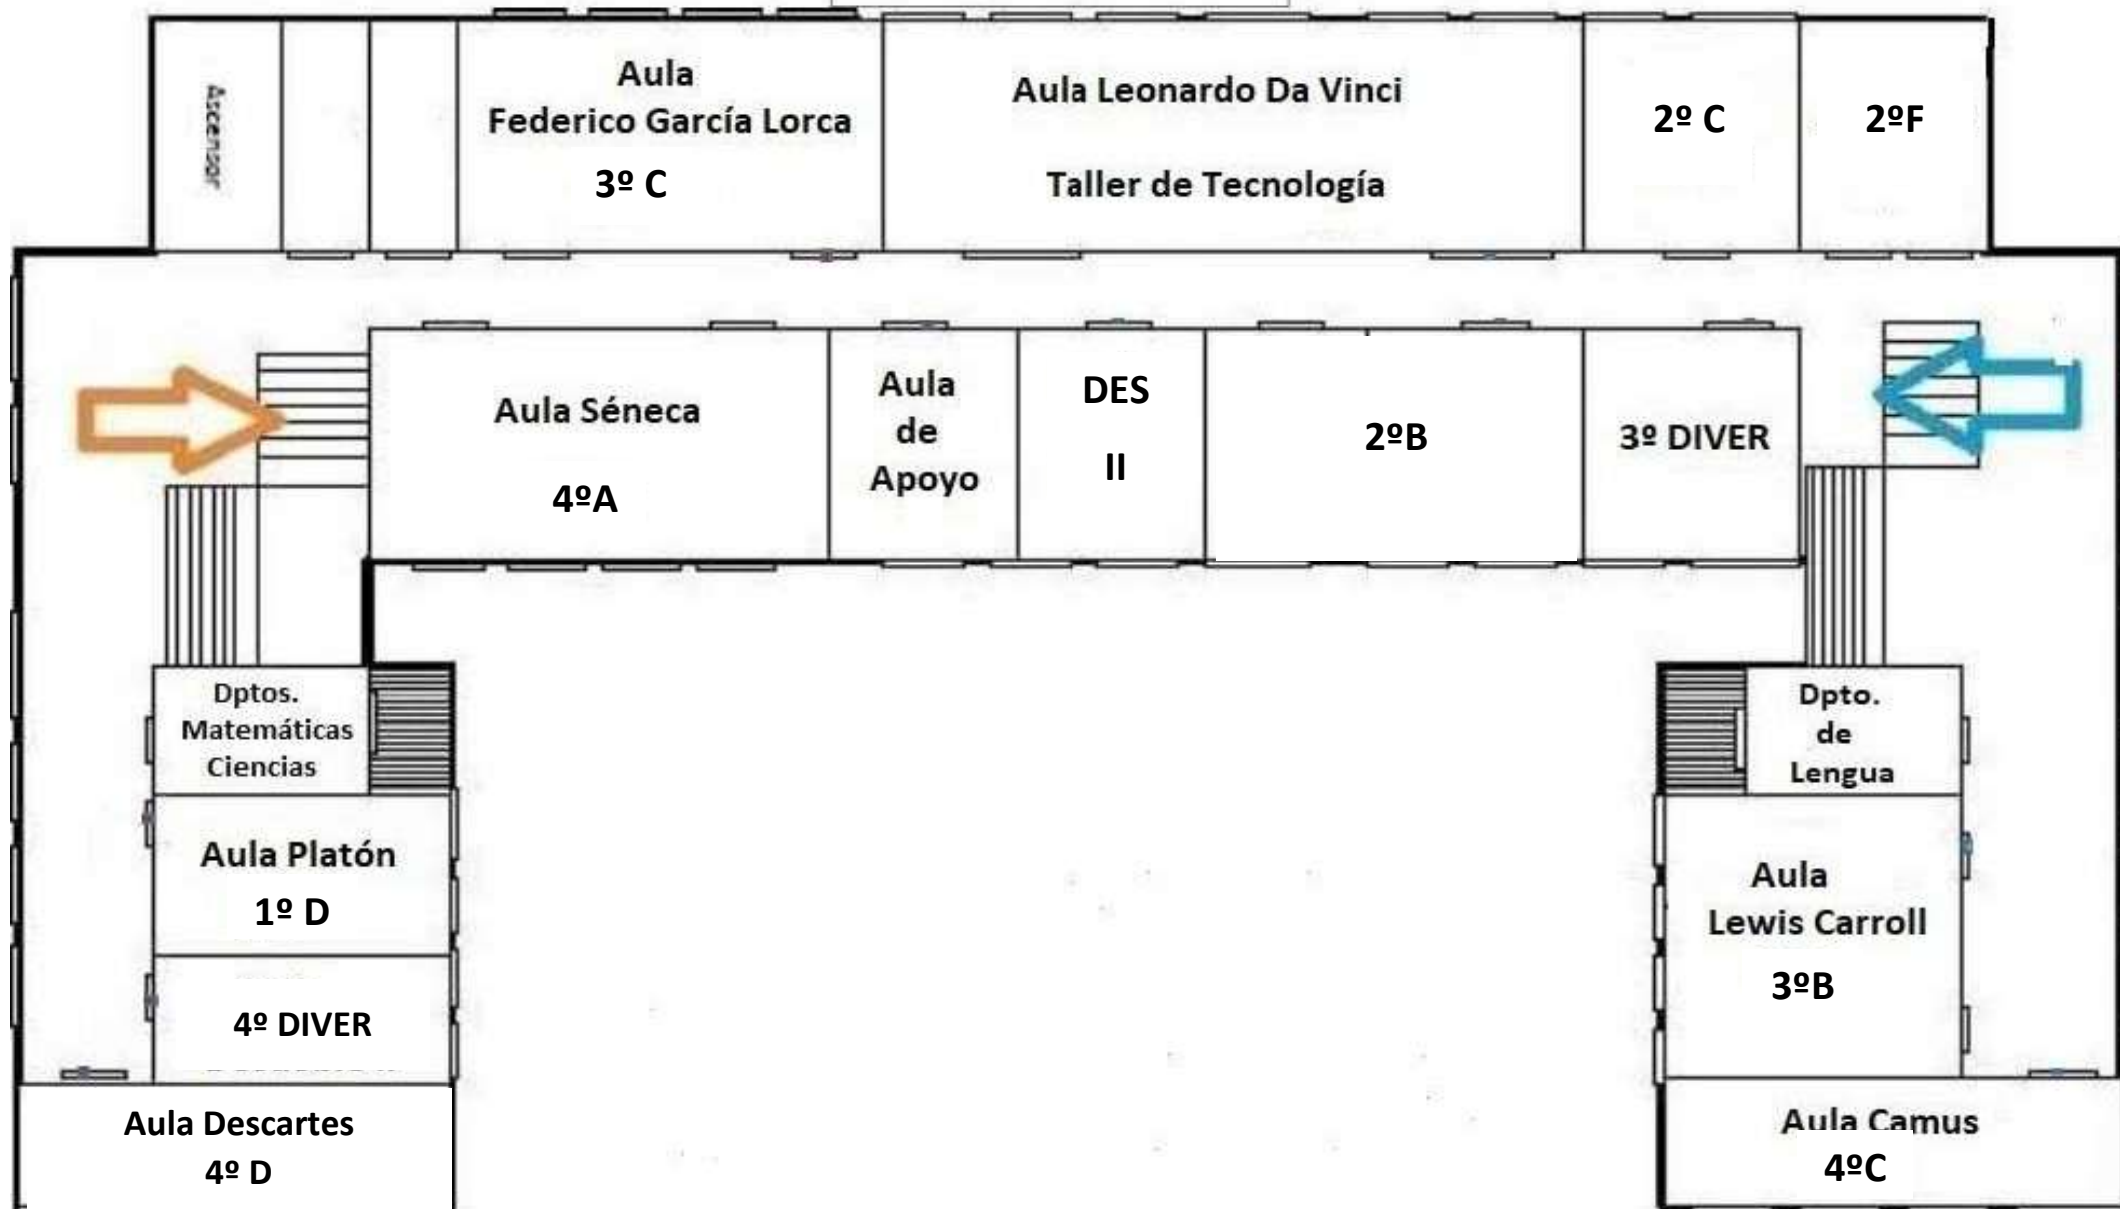 Ascensor
Aula
Federico García Lorca
3º C
Aula Leonardo Da Vinci
Taller de Tecnología
2º C
2ºF
Aula Séneca
4ºA
Aula
de
Apoyo
DES
II
2ºB
3º DIVER
Dptos.
Matemáticas
Ciencias
Aula Platón
1º D
4º DIVER
Aula Descartes
4º D
Dpto.
de
Lengua
Aula
Lewis Carroll
3ºB
Aula Camus
4ºC